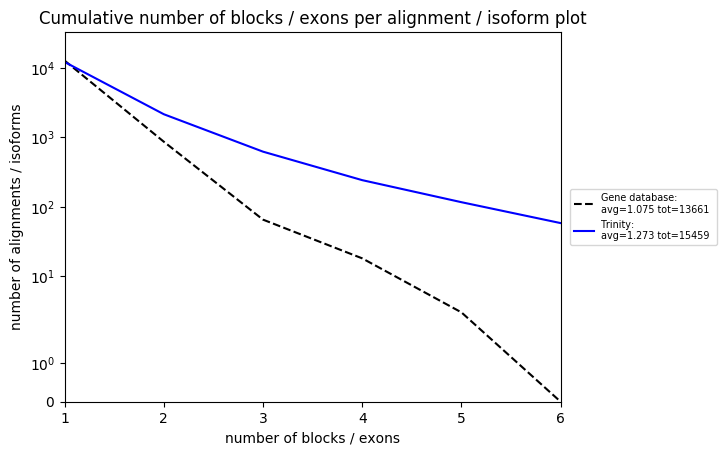 Cumulative number of blocks / exons per alignment / isoform plot
number of alignments / isoforms
10^4
10^3
10^2
10^1
10^0
0
1 2 3 4 5 6
number of blocks / exons
Gene database:
avg=1.075 tot=13661
Trinity:
avg=1.273 tot=15459